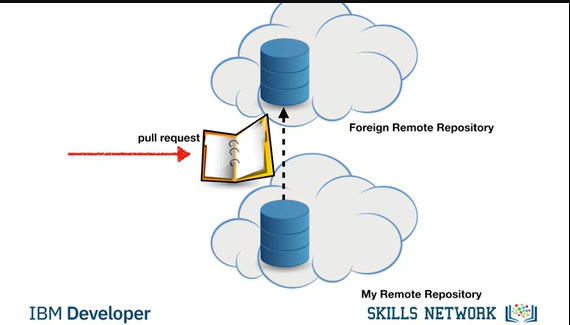 pull request
Foreign Remote Repository
My Remote Repository
IBM Developer
SKILLS NETWORK